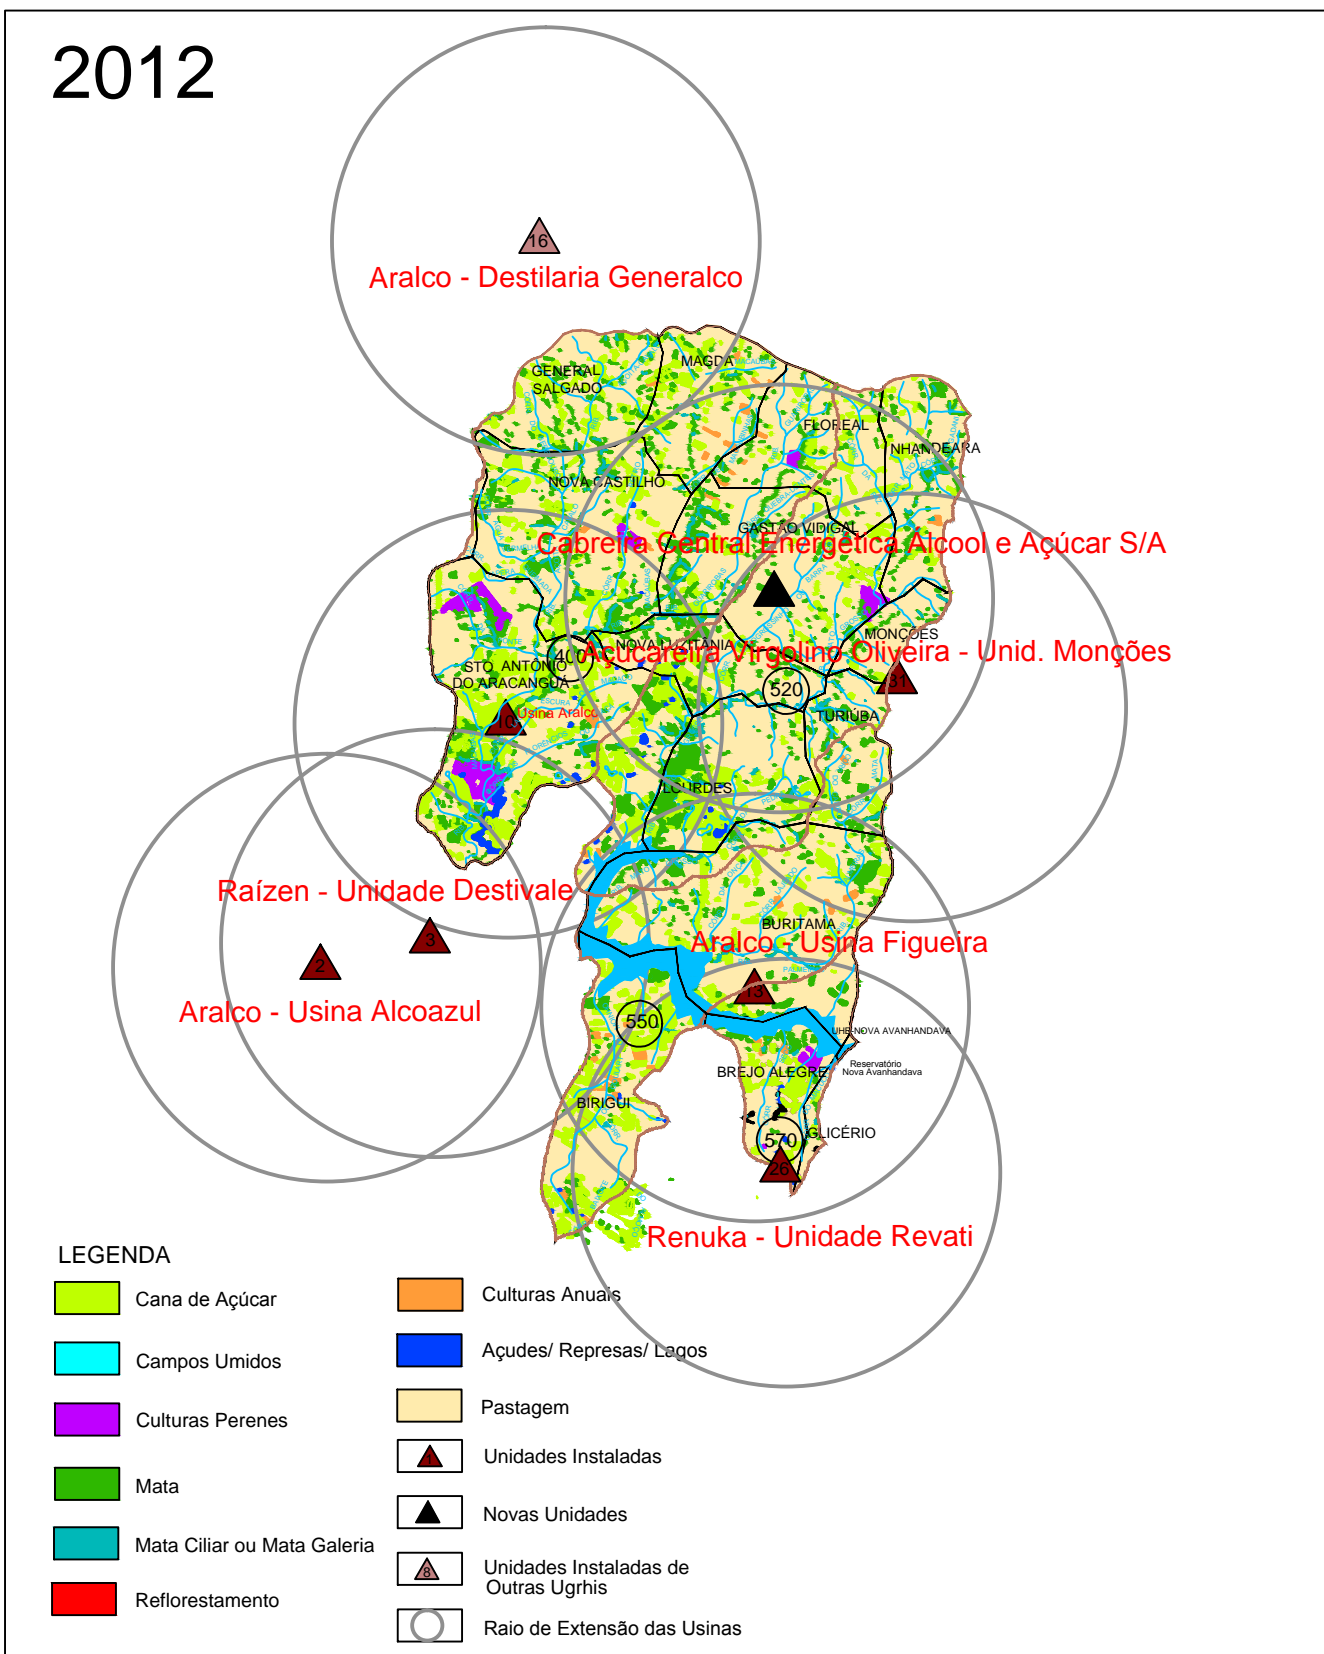 2012
16
Aralco - Destilaria Generalco
MAGDA
GENERAL
SALGADO
FLOREAL
NHANDEARA
NOVA CASTILHO
GASTÃO VIDIGAL
Cabreira Central Energética Álcool e Açúcar S/A
MONÇÕES
NOVA LUZITÂNIA
Açucareira Virgolino Oliveira - Unid. Monções
400
STO ANTÔNIO
DO ARACANGUÁ
31
520
TURIÚBA
10
Usina Aralco
LOURDES
Raízen - Unidade Destivale
BURITAMA
3
Aralco - Usina Figueira
2
13
Aralco - Usina Alcoazul
550
UHE NOVA AVANHANDAVA
Reservatório
Nova Avanhandava
BREJO ALEGRE
BIRIGUI
GLICÉRIO
570
26
Renuka - Unidade Revati
LEGENDA
Cana de Açúcar
Campos Umidos
Culturas Perenes
Mata
Mata Ciliar ou Mata Galeria
Reflorestamento
Culturas Anuais
Açudes/ Represas/ Lagos
Pastagem
1
Unidades Instaladas
Novas Unidades
8
Unidades Instaladas de
Outras Ugrhis
Raio de Extensão das Usinas